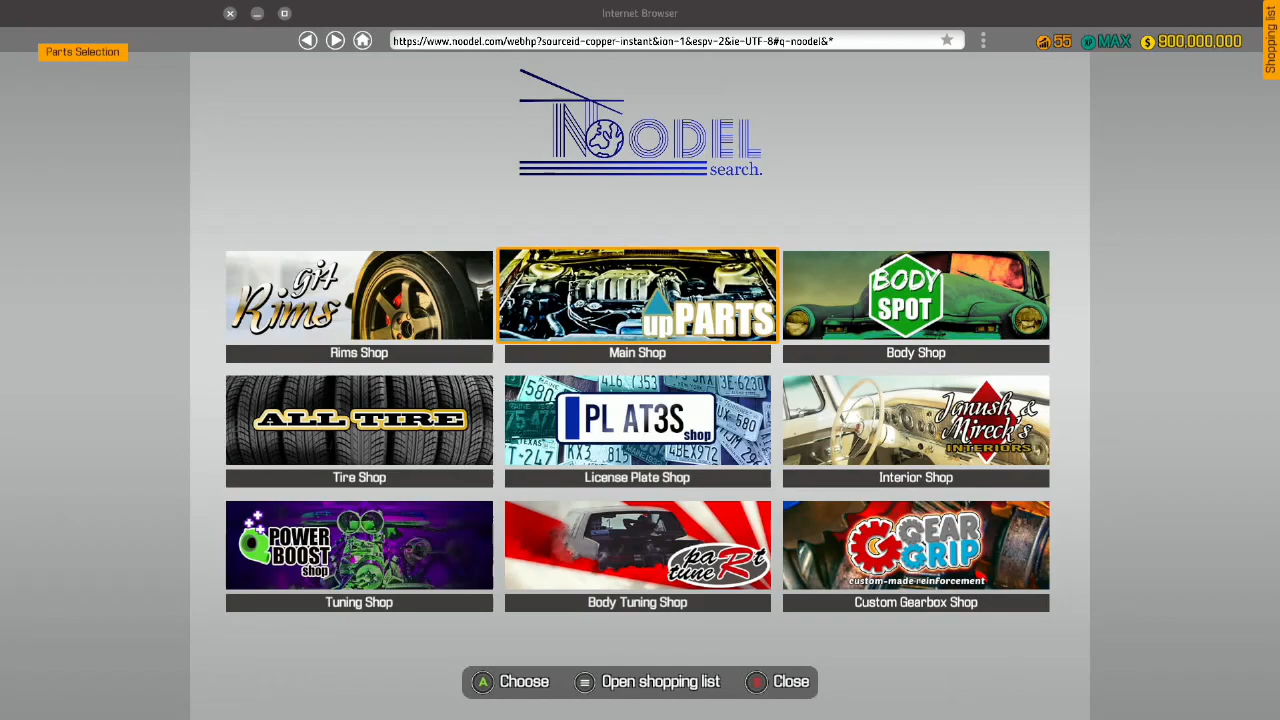 Internet Browser
Parts Selection
https://www.noodel.com/webhp?sourceid-copper-instant&ion-1&espv-2&ie-UTF-8#q-noodel&*
55
XP
MAX
$
900,000,000
Shopping list
NOODEL
search.
git
Rims
Rims Shop
upPARTS
Main Shop
BODY
SPOT
Body Shop
ALL TIRE
Tire Shop
PL AT3S
shop
License Plate Shop
Janush &
Mireck's
INTERIORS
Interior Shop
POWER
BOOST
shop
Tuning Shop
paRt
tuneR
Body Tuning Shop
GEAR
GRIP
custom-made reinforcement
Custom Gearbox Shop
A Choose
Open shopping list
Close